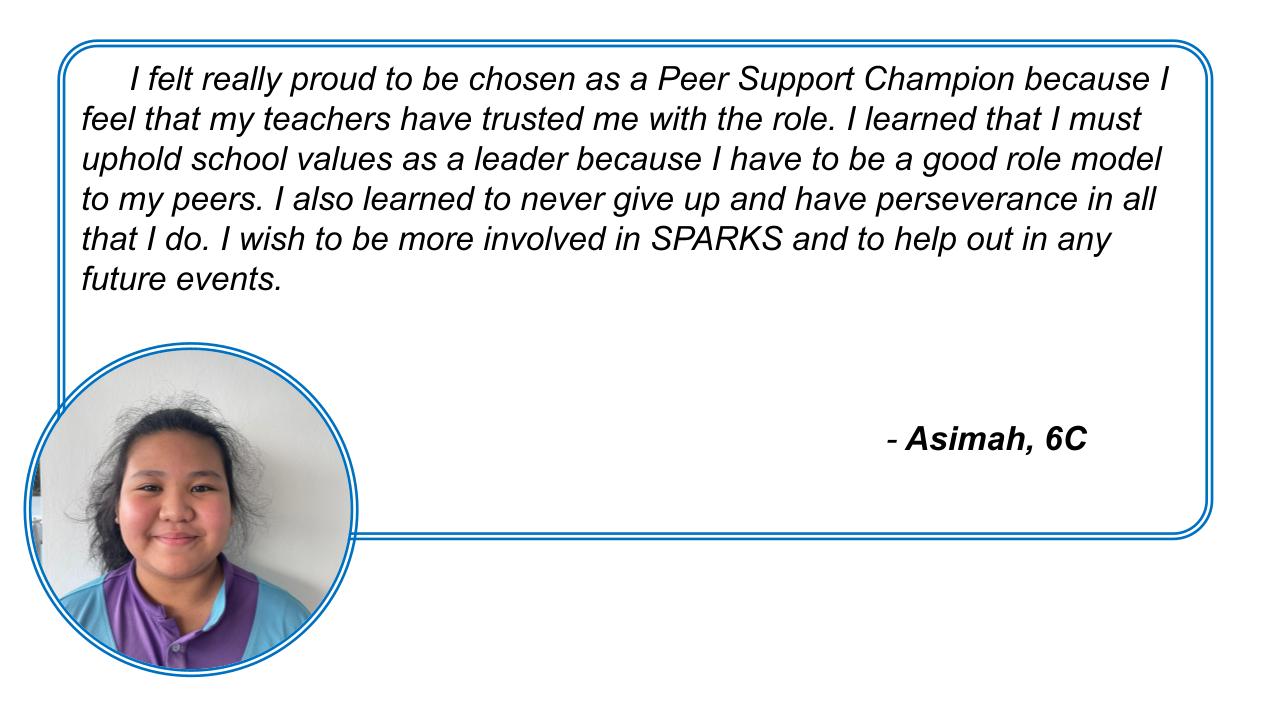 I felt really proud to be chosen as a Peer Support Champion because I
feel that my teachers have trusted me with the role. I learned that I must
uphold school values as a leader because I have to be a good role model
to my peers. I also learned to never give up and have perseverance in all
that I do. I wish to be more involved in SPARKS and to help out in any
future events.
- Asimah, 6C